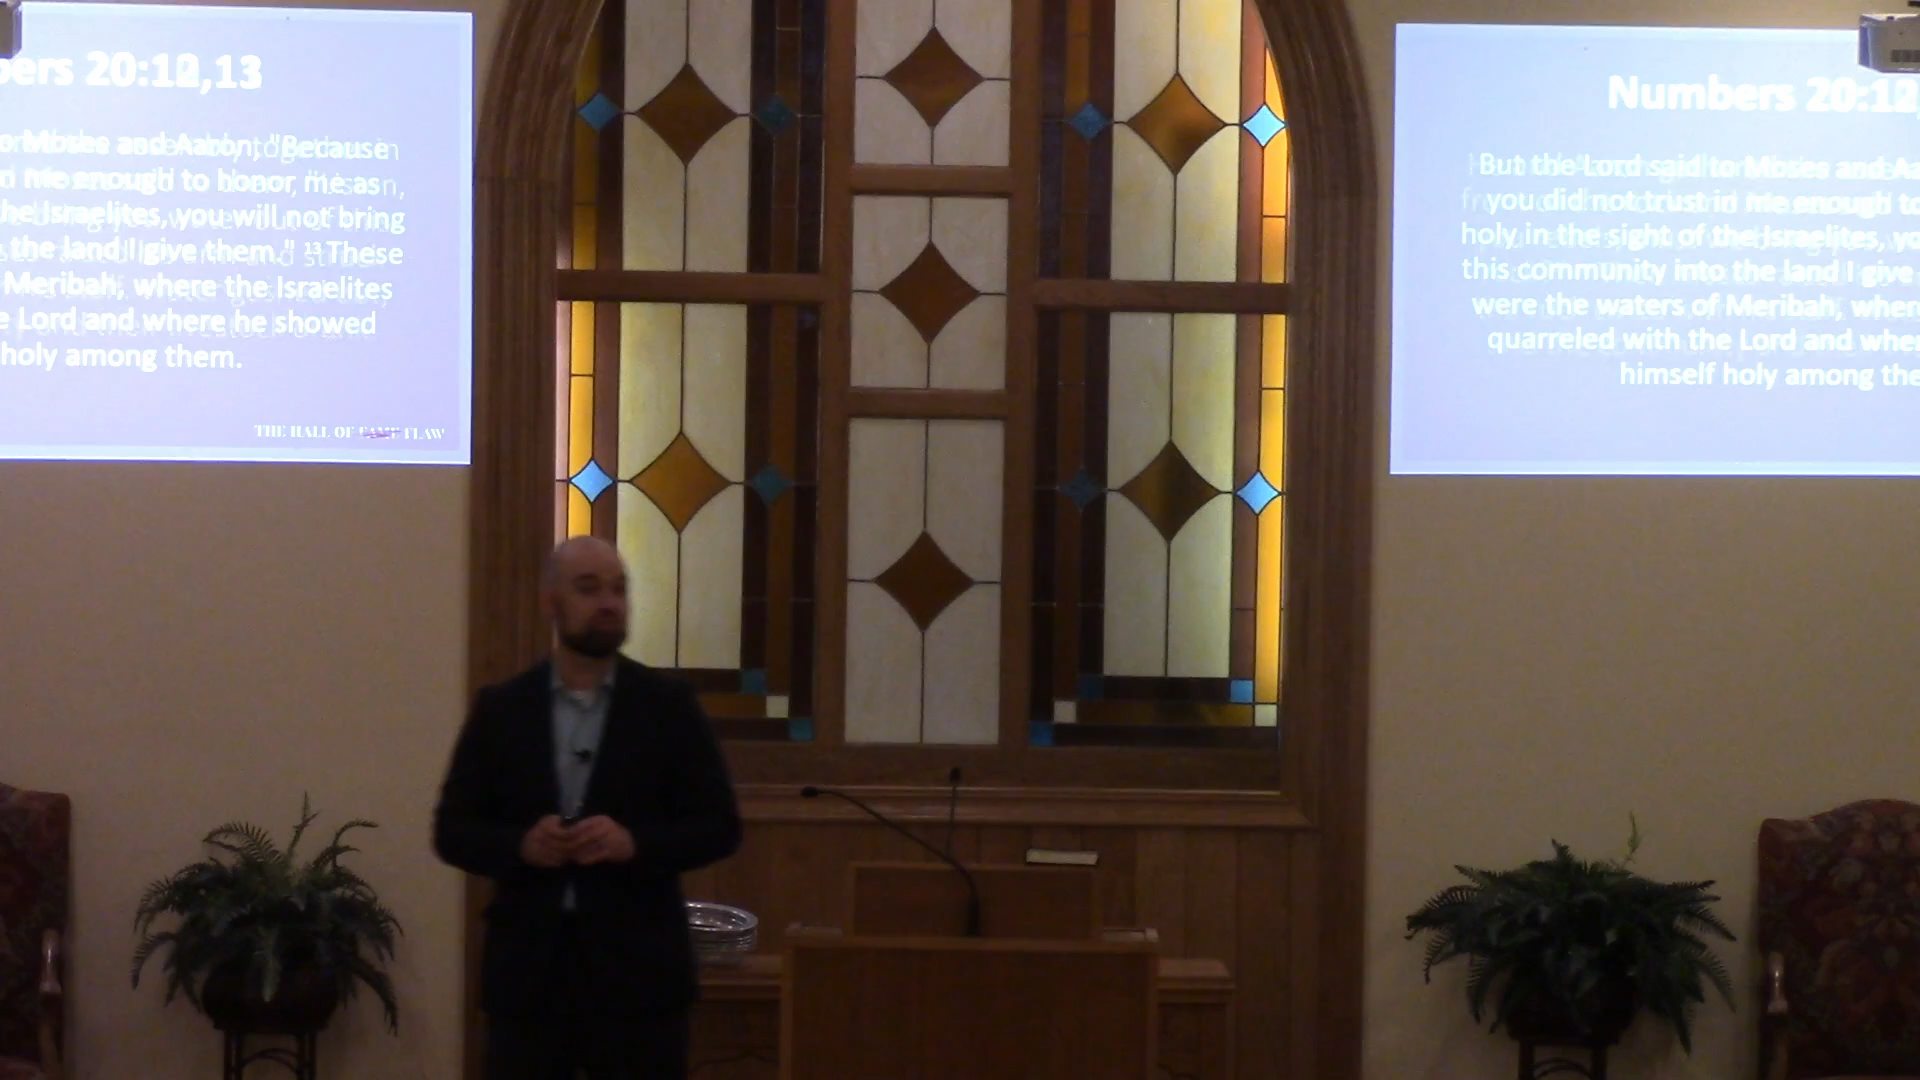 bers 20:12,13
o Moses and Aaron, "Because
n me enough to honor me as
he Israelites, you will not bring
the land I give them." 13 These
Meribah, where the Israelites
e Lord and where he showed
holy among them.
THE HALL OF FAME FLAW
Numbers 20:12,
But the Lord said to Moses and Aa
you did not trust in me enough to
holy in the sight of the Israelites, yo
this community into the land I give
were the waters of Meribah, wher
quarreled with the Lord and wher
himself holy among the